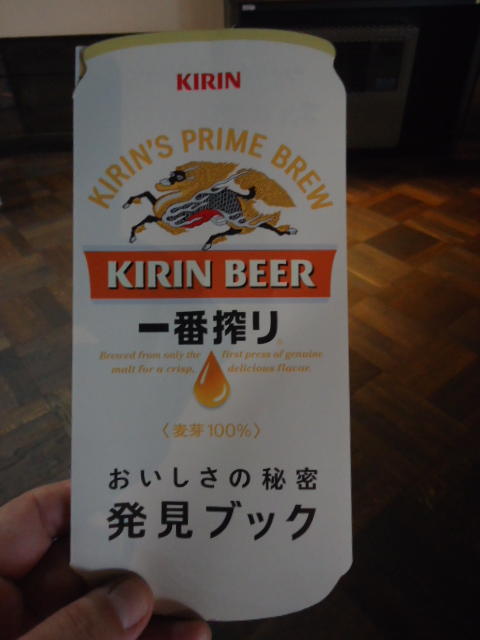 KIRIN
KIRIN'S PRIME BREW
KIRIN BEER
一番搾り
Brewed from only the first press of genuine
malt for a crisp, delicious flavor.
〈麦芽100%〉
おいしさの秘密
発見ブック